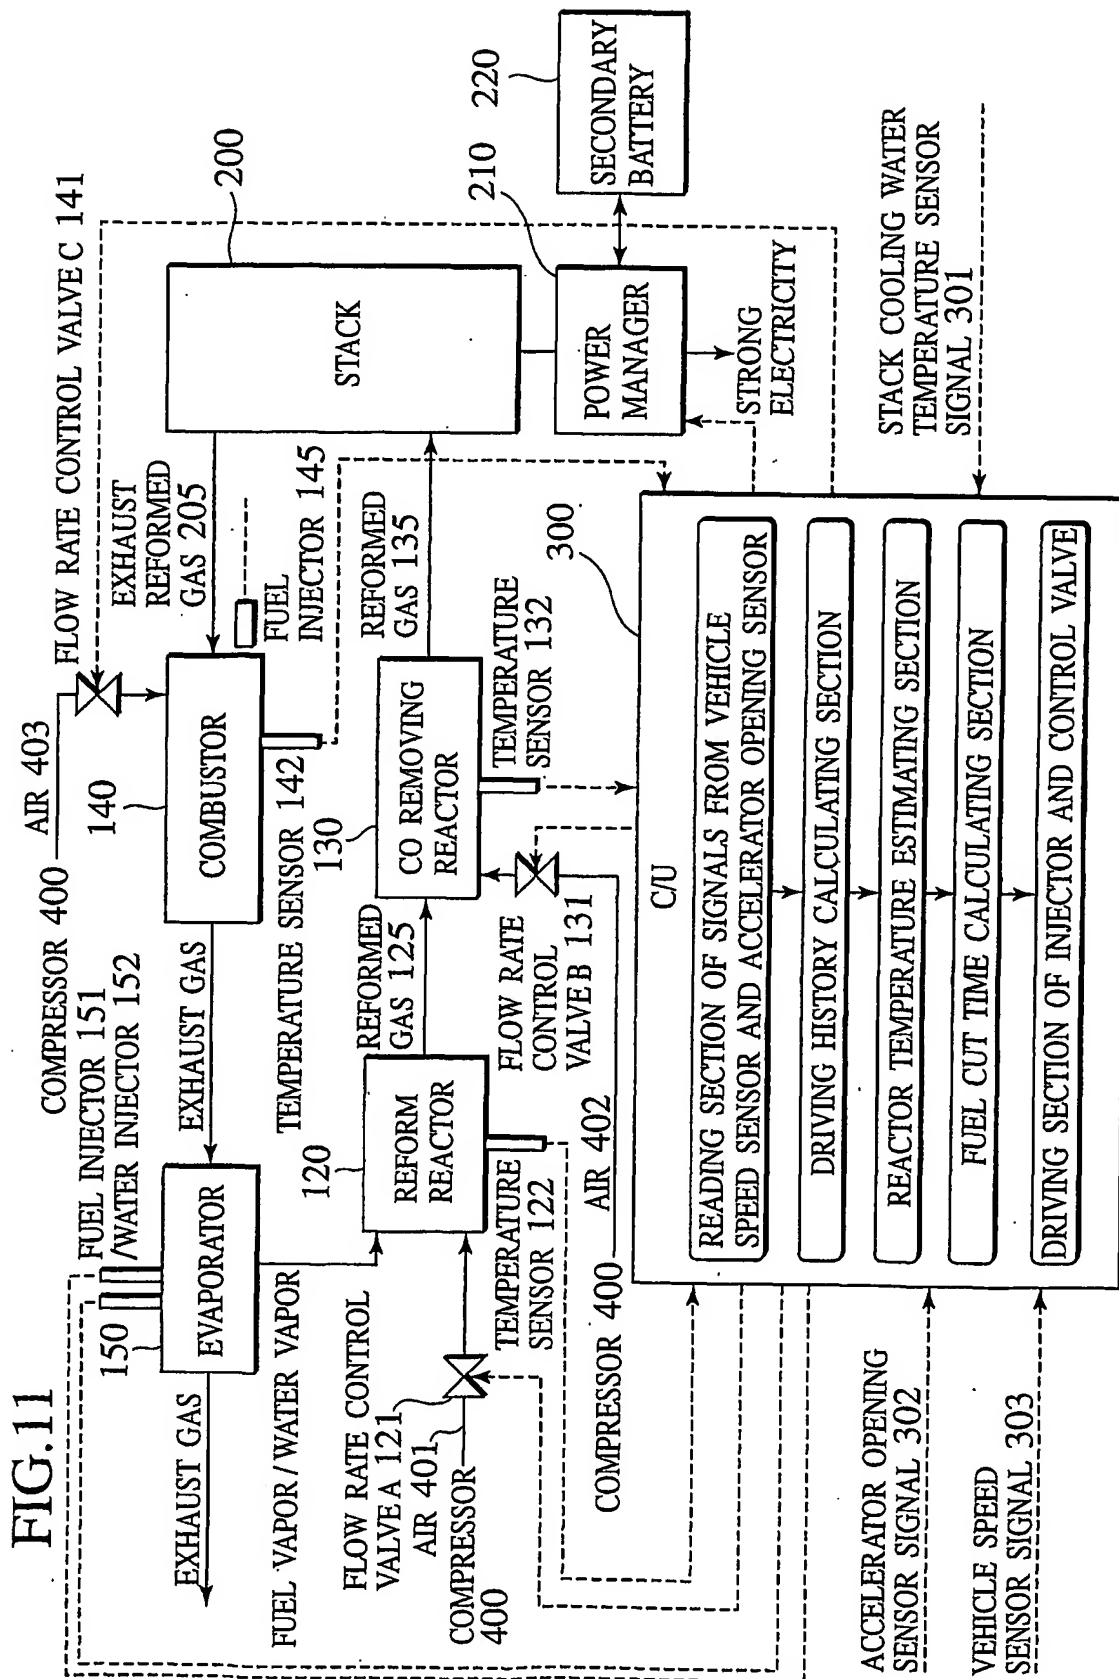 FIG.11
COMPRESSOR 400
AIR 403
FLOW RATE CONTROL VALVE C 141
FUEL INJECTOR 151
/WATER INJECTOR 152
140
EXHAUST
REFORMED
GAS 205
200
150
EVAPORATOR
EXHAUST GAS
EXHAUST GAS
COMBUSTOR
FUEL
INJECTOR 145
STACK
220
SECONDARY
BATTERY
210
POWER
MANAGER
STRONG
ELECTRICITY
FUEL VAPOR/WATER VAPOR
TEMPERATURE SENSOR 142
120
REFORM
REACTOR
REFORMED
GAS 125
130
CO REMOVING
REACTOR
REFORMED
GAS 135
FLOW RATE CONTROL
VALVE A 121
AIR 401
COMPRESSOR
400
TEMPERATURE
SENSOR 122
FLOW RATE
CONTROL
VALVE B 131
TEMPERATURE
SENSOR 132
COMPRESSOR 400
AIR 402
300
C/U
READING SECTION OF SIGNALS FROM VEHICLE
SPEED SENSOR AND ACCELERATOR OPENING SENSOR
DRIVING HISTORY CALCULATING SECTION
REACTOR TEMPERATURE ESTIMATING SECTION
FUEL CUT TIME CALCULATING SECTION
DRIVING SECTION OF INJECTOR AND CONTROL VALVE
STACK COOLING WATER
TEMPERATURE SENSOR
SIGNAL 301
ACCELERATOR OPENING
SENSOR SIGNAL 302
VEHICLE SPEED
SENSOR SIGNAL 303